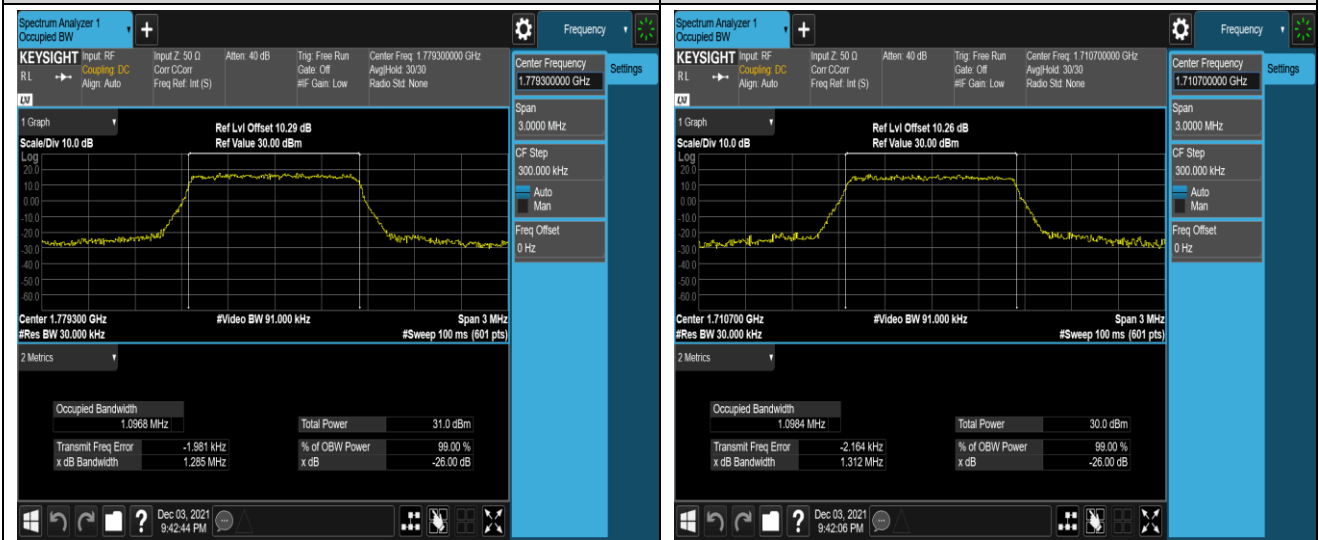 Spectrum Analyzer 1
Occupied BW
+
Frequency
KEYSIGHT
RL
LXI
Input: RF
Coupling: DC
Align: Auto
Input Z: 50 Ω
Corr CCorr
Freq Ref: Int (S)
Atten: 40 dB
Trig: Free Run
Gate: Off
#IF Gain: Low
Center Freq: 1.779300000 GHz
Avg|Hold: 30/30
Radio Std: None
Center Frequency
1.779300000 GHz
Settings
Span
3.0000 MHz
CF Step
300.000 kHz
Auto
Man
Freq Offset
0 Hz
1 Graph
Ref Lvl Offset 10.29 dB
Scale/Div 10.0 dB
Ref Value 30.00 dBm
Log
20.0
10.0
0.00
-10.0
-20.0
-30.0
-40.0
-50.0
-60.0
Center 1.779300 GHz
#Video BW 91.000 kHz
Span 3 MHz
#Res BW 30.000 kHz
#Sweep 100 ms (601 pts)
2 Metrics
Occupied Bandwidth
1.0968 MHz
Total Power 31.0 dBm
Transmit Freq Error -1.981 kHz
% of OBW Power 99.00 %
x dB Bandwidth 1.285 MHz
x dB -26.00 dB
?
Dec 03, 2021
9:42:44 PM
Spectrum Analyzer 1
Occupied BW
+
Frequency
KEYSIGHT
RL
LXI
Input: RF
Coupling: DC
Align: Auto
Input Z: 50 Ω
Corr CCorr
Freq Ref: Int (S)
Atten: 40 dB
Trig: Free Run
Gate: Off
#IF Gain: Low
Center Freq: 1.710700000 GHz
Avg|Hold: 30/30
Radio Std: None
Center Frequency
1.710700000 GHz
Settings
Span
3.0000 MHz
CF Step
300.000 kHz
Auto
Man
Freq Offset
0 Hz
1 Graph
Ref Lvl Offset 10.26 dB
Scale/Div 10.0 dB
Ref Value 30.00 dBm
Log
20.0
10.0
0.00
-10.0
-20.0
-30.0
-40.0
-50.0
-60.0
Center 1.710700 GHz
#Video BW 91.000 kHz
Span 3 MHz
#Res BW 30.000 kHz
#Sweep 100 ms (601 pts)
2 Metrics
Occupied Bandwidth
1.0984 MHz
Total Power 30.0 dBm
Transmit Freq Error -2.164 kHz
% of OBW Power 99.00 %
x dB Bandwidth 1.312 MHz
x dB -26.00 dB
?
Dec 03, 2021
9:42:06 PM